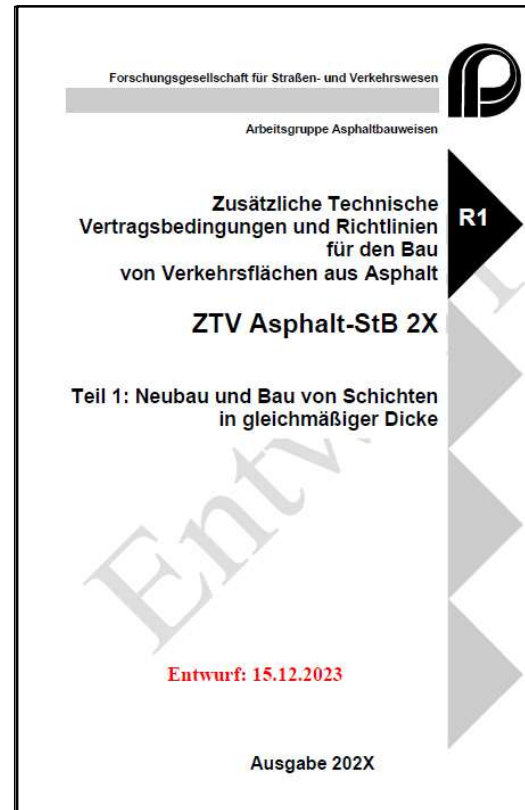 Forschungsgesellschaft für Straßen- und Verkehrswesen
Arbeitsgruppe Asphaltbauweisen
Zusätzliche Technische
Vertragsbedingungen und Richtlinien
für den Bau
von Verkehrsflächen aus Asphalt
R1
ZTV Asphalt-StB 2X
Teil 1: Neubau und Bau von Schichten
in gleichmäßiger Dicke
Entwurf: 15.12.2023
Ausgabe 202X